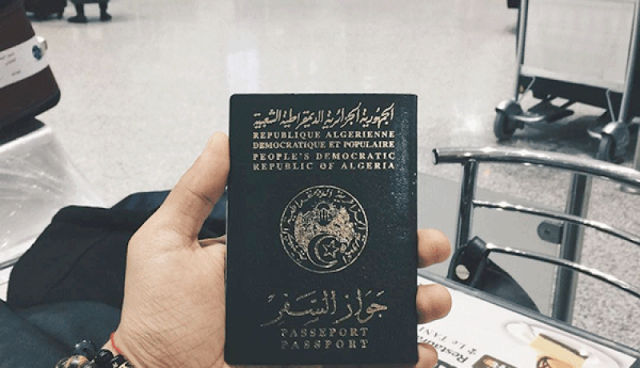 الجمهورية الجزائرية الديمقراطية الشعبية
REPUBLIQUE ALGERIENNE
DEMOCRATIQUE ET POPULAIRE
PEOPLE'S DEMOCRATIC
REPUBLIC OF ALGERIA
جواز السفر
PASSEPORT
PASSPORT